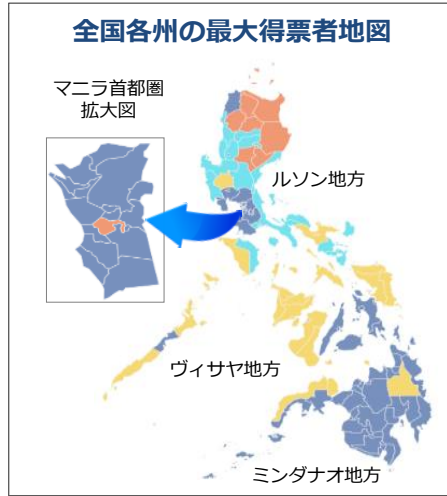 全国各州の最大得票者地図
マニラ首都圏
拡大図
ルソン地方
ヴィサヤ地方
ミンダナオ地方